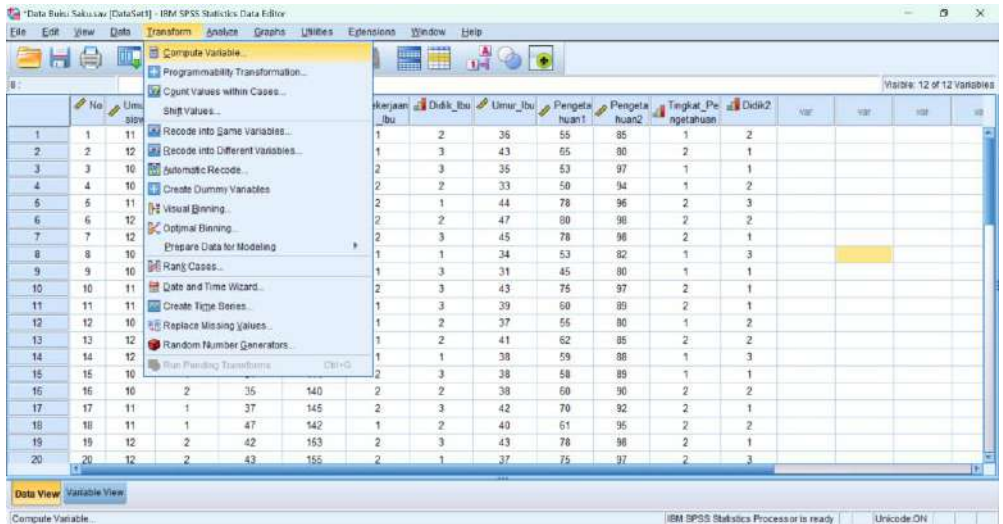 *Data Buku Saku.sav [DataSet1] - IBM SPSS Statistics Data Editor
File Edit View Data Transform Analyze Graphs Utilities Extensions Window Help
Compute Variable...
Programmability Transformation...
Count Values within Cases...
Shift Values...
Recode into Same Variables...
Recode into Different Variables...
Automatic Recode...
Create Dummy Variables
Visual Binning...
Optimal Binning...
Prepare Data for Modeling
Rank Cases...
Date and Time Wizard...
Create Time Series...
Replace Missing Values...
Random Number Generators...
Run Pending Transforms Ctrl+G
8 : Visible: 12 of 12 Variables
No Umu sisw ekerjaan _Ibu Didik_Ibu Umur_Ibu Pengeta huan1 Pengeta huan2 Tingkat_Pe ngetahuan Didik2 var var var
1 1 11 1 2 36 55 85 1 2
2 2 12 1 3 43 65 80 2 1
3 3 10 2 3 35 53 97 1 1
4 4 10 2 2 33 50 94 1 2
5 5 11 2 1 44 78 96 2 3
6 6 12 2 2 47 80 98 2 2
7 7 12 2 3 45 78 98 2 1
8 8 10 1 1 34 53 82 1 3
9 9 10 1 3 31 45 80 1 1
10 10 11 2 3 43 75 97 2 1
11 11 11 1 3 39 60 89 2 1
12 12 10 1 2 37 55 80 1 2
13 13 12 1 2 41 62 85 2 2
14 14 12 1 1 38 59 88 1 3
15 15 10 2 3 38 58 89 1 1
16 16 10 2 35 140 2 2 38 60 90 2 2
17 17 11 1 37 145 2 3 42 70 92 2 1
18 18 11 1 47 142 1 2 40 61 95 2 2
19 19 12 2 42 153 2 3 43 78 98 2 1
20 20 12 2 43 155 2 1 37 75 97 2 3
Data View Variable View
Compute Variable... IBM SPSS Statistics Processor is ready Unicode:ON